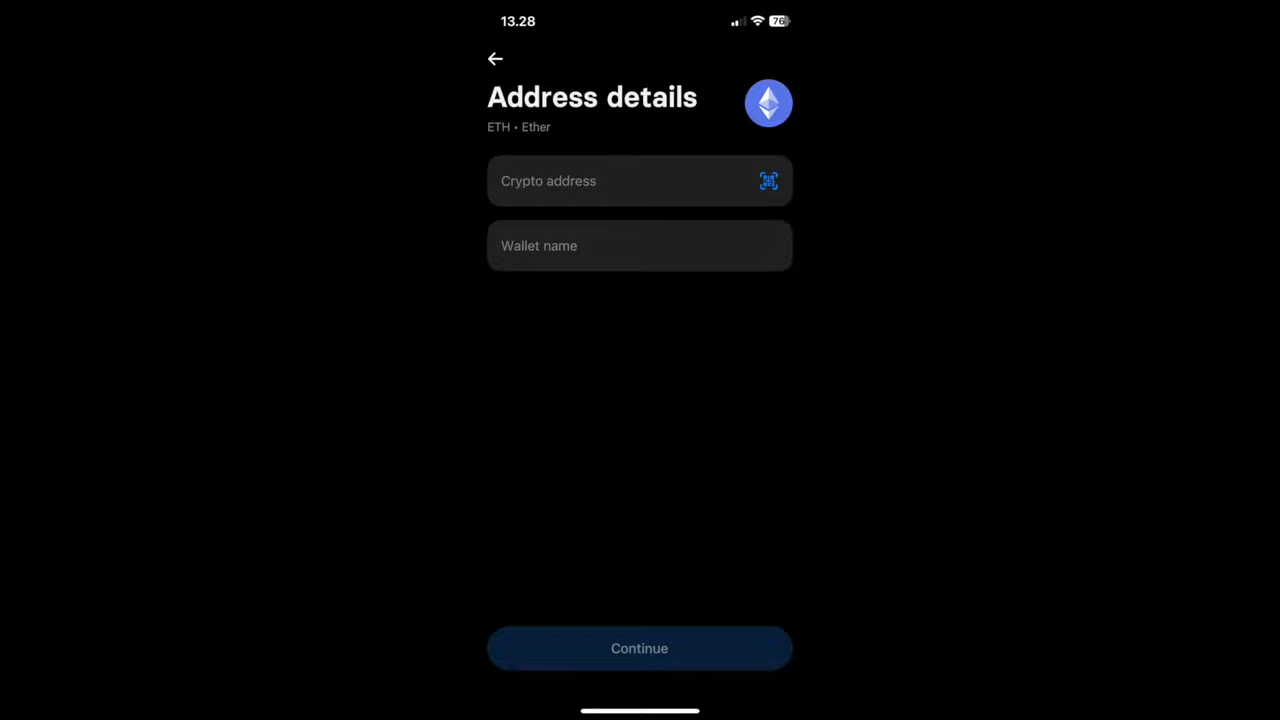 13.28
76
Address details
ETH • Ether
Crypto address
Wallet name
Continue